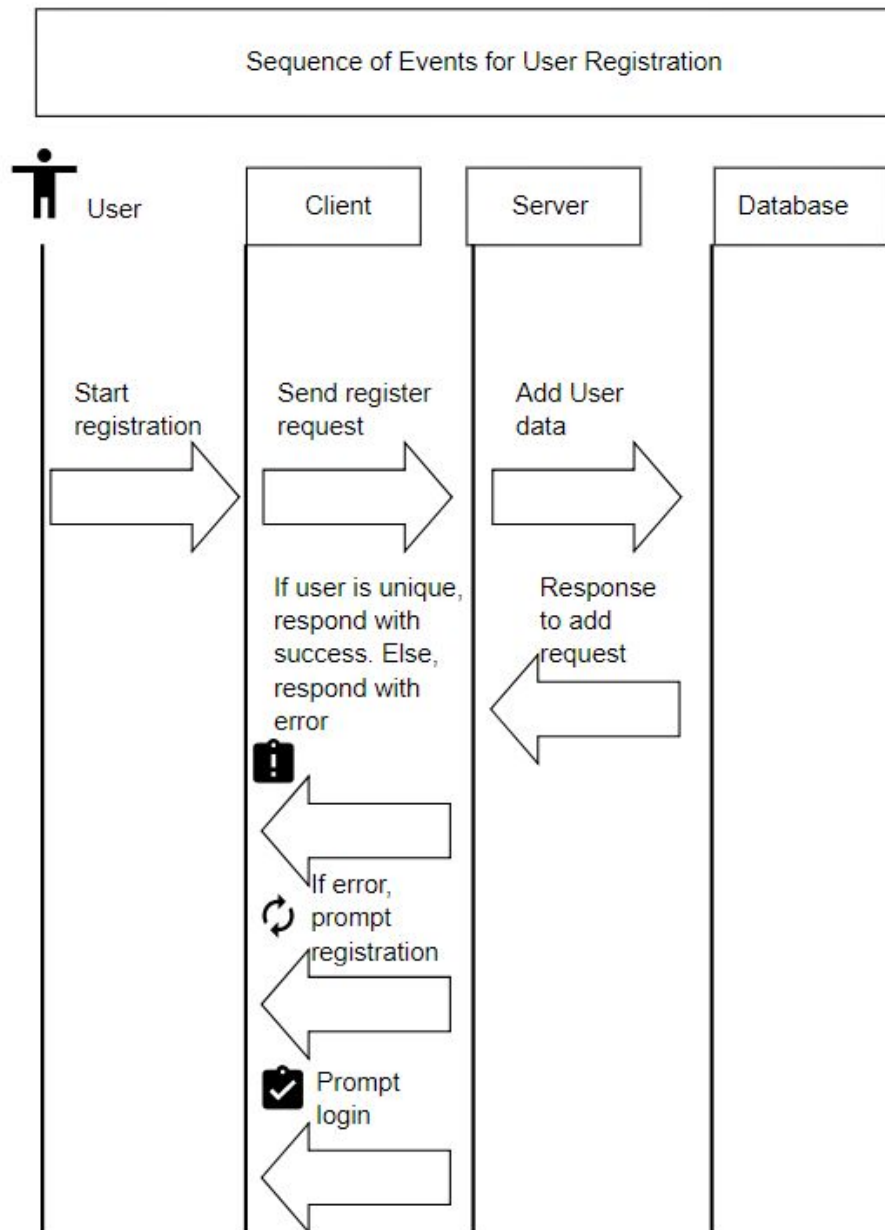 Sequence of Events for User Registration
User
Client
Server
Database
Start
registration
Send register
request
Add User
data
If user is unique,
respond with
success. Else,
respond with
error
Response
to add
request
If error,
prompt
registration
Prompt
login